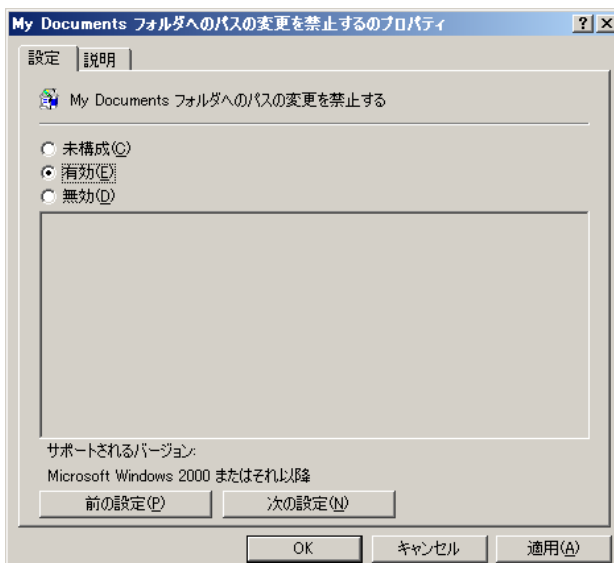 My Documents フォルダへのパスの変更を禁止するのプロパティ
設定 説明
My Documents フォルダへのパスの変更を禁止する
未構成(C)
有効(E)
無効(D)
サポートされるバージョン:
Microsoft Windows 2000 またはそれ以降
前の設定(P) 次の設定(N)
OK キャンセル 適用(A)